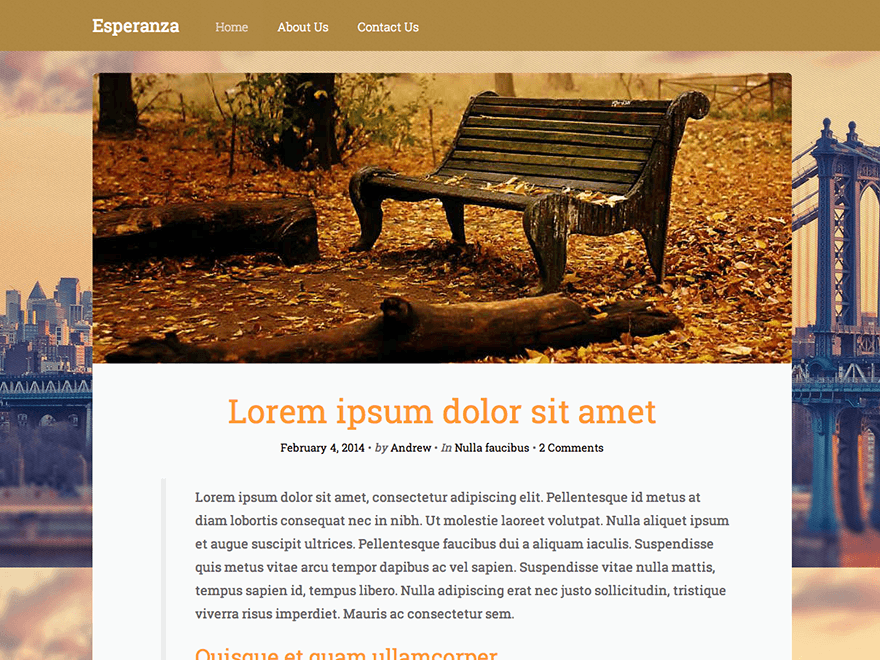 Esperanza Home About Us Contact Us
Lorem ipsum dolor sit amet
February 4, 2014 • by Andrew • In Nulla faucibus • 2 Comments
Lorem ipsum dolor sit amet, consectetur adipiscing elit. Pellentesque id metus at
diam lobortis consequat nec in nibh. Ut molestie laoreet volutpat. Nulla aliquet ipsum
et augue suscipit ultrices. Pellentesque faucibus dui a aliquam iaculis. Suspendisse
quis metus vitae arcu tempor dapibus ac vel sapien. Suspendisse vitae nulla mattis,
tempus sapien id, tempus libero. Nulla adipiscing erat nec justo sollicitudin, tristique
viverra risus imperdiet. Mauris ac consectetur sem.
Quisque et quam ullamcorper